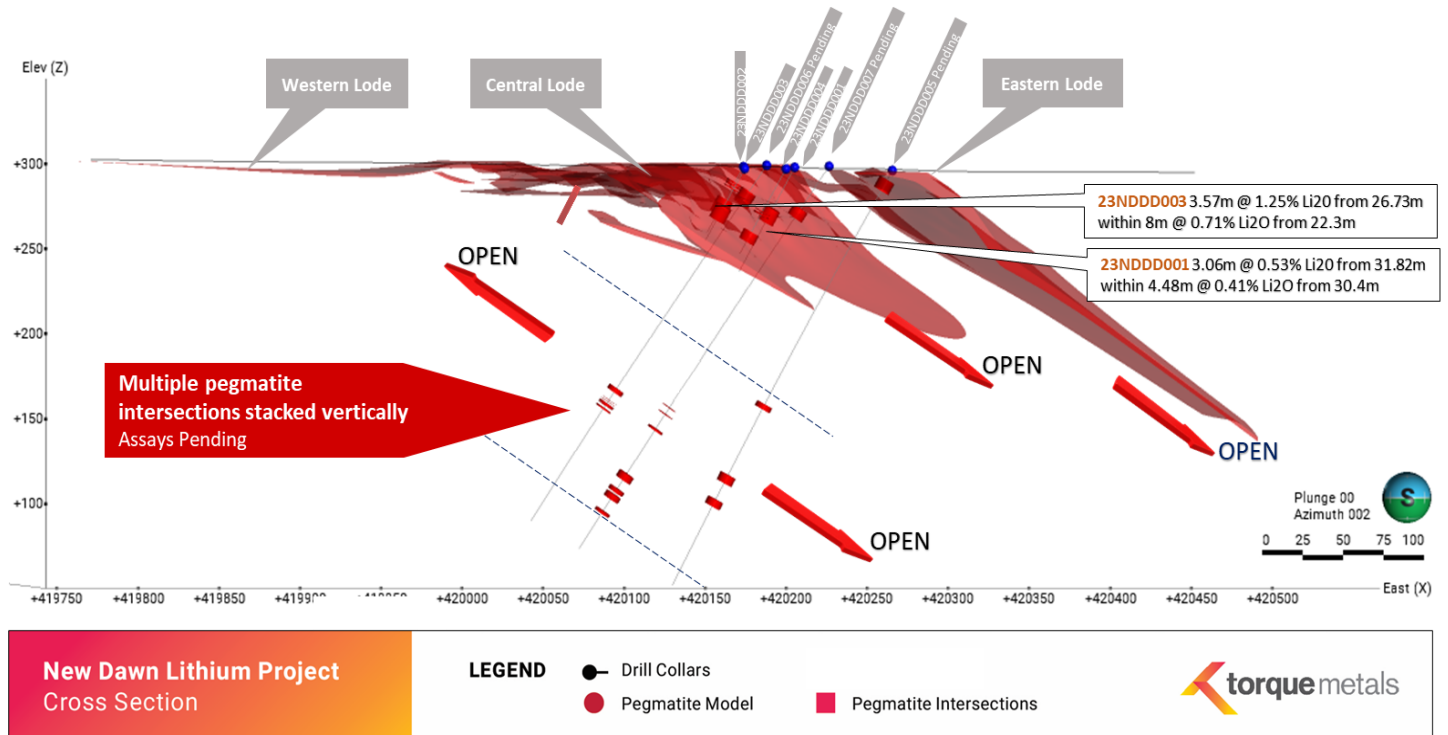 Elev (Z)
Western Lode
Central Lode
23NDDD002
23NDDD003
23NDDD006 Pending
23NDDD004
23NDDD001
23NDDD007 Pending
23NDDD005 Pending
Eastern Lode
+300
+250
+200
+150
+100
23NDDD003 3.57m @ 1.25% Li20 from 26.73m
within 8m @ 0.71% Li2O from 22.3m
23NDDD001 3.06m @ 0.53% Li20 from 31.82m
within 4.48m @ 0.41% Li2O from 30.4m
OPEN
OPEN
OPEN
OPEN
Multiple pegmatite
intersections stacked vertically
Assays Pending
S
Plunge 00
Azimuth 002
0 25 50 75 100
East (X)
+419750 +419800 +419850 +420000 +420050 +420100 +420150 +420200 +420250 +420300 +420350 +420400 +420450 +420500
New Dawn Lithium Project
Cross Section
LEGEND
Drill Collars
Pegmatite Model
Pegmatite Intersections
torque metals